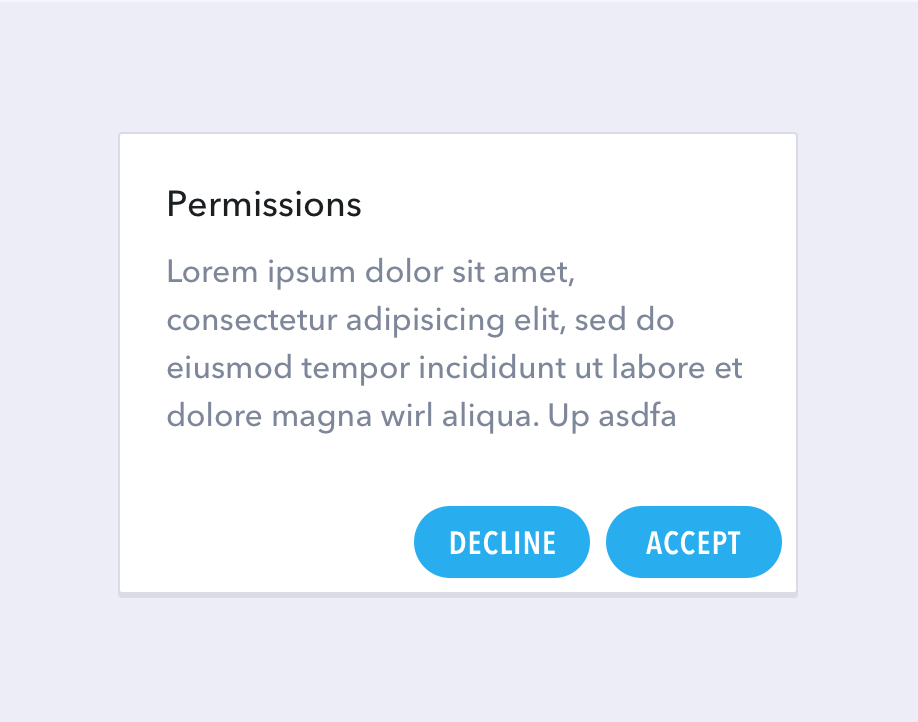 Permissions
Lorem ipsum dolor sit amet,
consectetur adipisicing elit, sed do
eiusmod tempor incididunt ut labore et
dolore magna wirl aliqua. Up asdfa
DECLINE ACCEPT